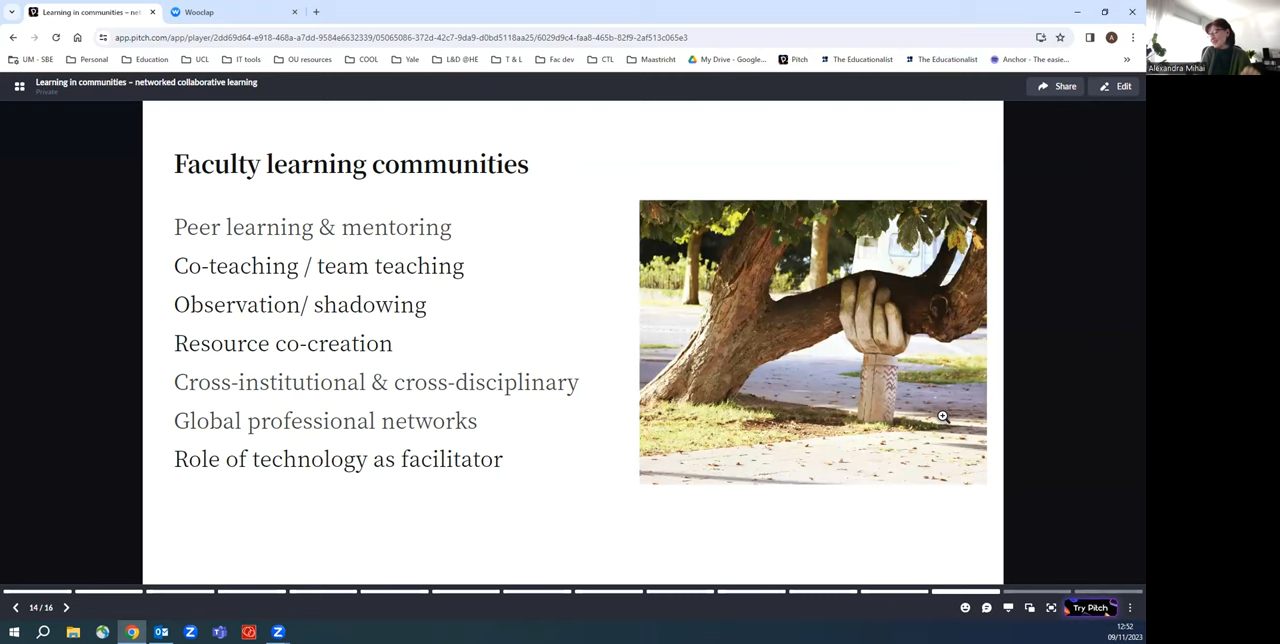 Learning in communities – net
Wooclap
app.pitch.com/app/player/2dd69d64-e918-468a-a7dd-9584e6632339/05065086-372d-42c7-9da9-d0bd5118aa25/6029d9c4-faa8-465b-82f9-2af513c065e3
A
UM - SBE
Personal
Education
UCL
IT tools
OU resources
COOL
Yale
L&D @HE
T & L
Fac dev
CTL
Maastricht
My Drive - Google...
Pitch
The Educationalist
The Educationalist
Anchor - The easie...
Alexandra Mihai
Learning in communities – networked collaborative learning
Private
Share
Edit
Faculty learning communities
Peer learning & mentoring
Co-teaching / team teaching
Observation/ shadowing
Resource co-creation
Cross-institutional & cross-disciplinary
Global professional networks
Role of technology as facilitator
14 / 16
Try Pitch
12:52
09/11/2023